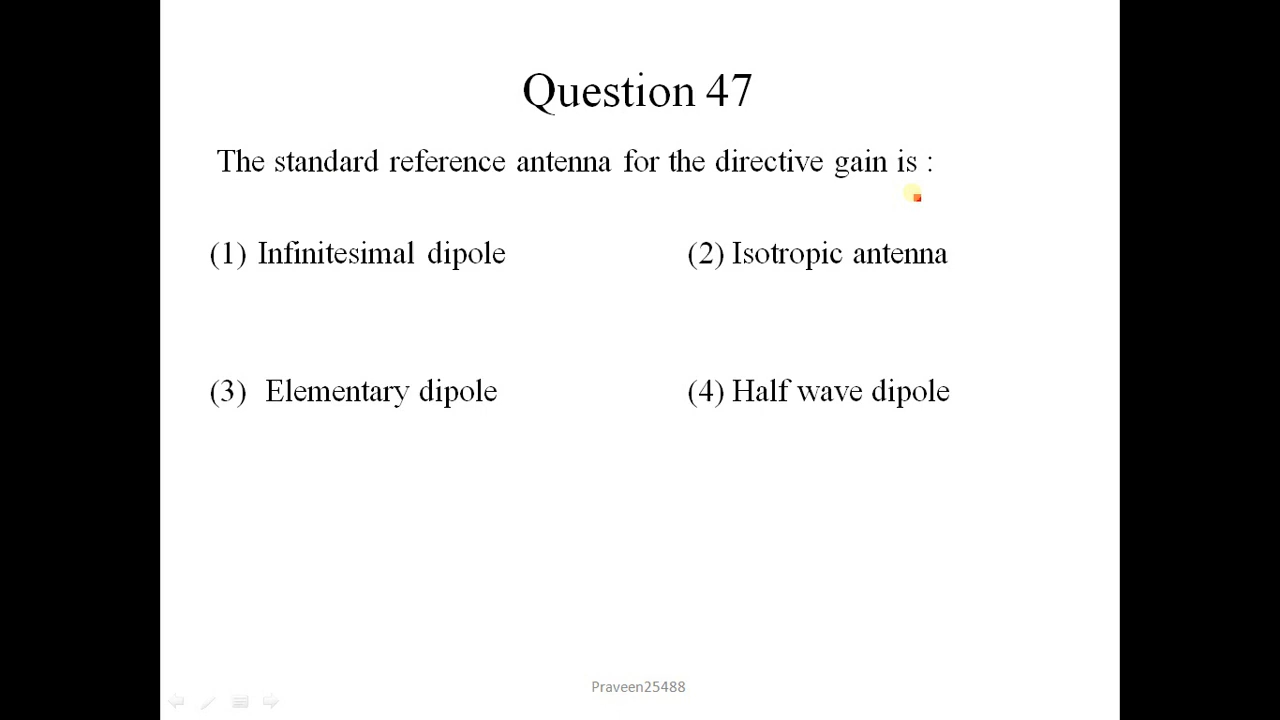 Question 47
The standard reference antenna for the directive gain is :
(1) Infinitesimal dipole (2) Isotropic antenna
(3) Elementary dipole (4) Half wave dipole
Praveen25488